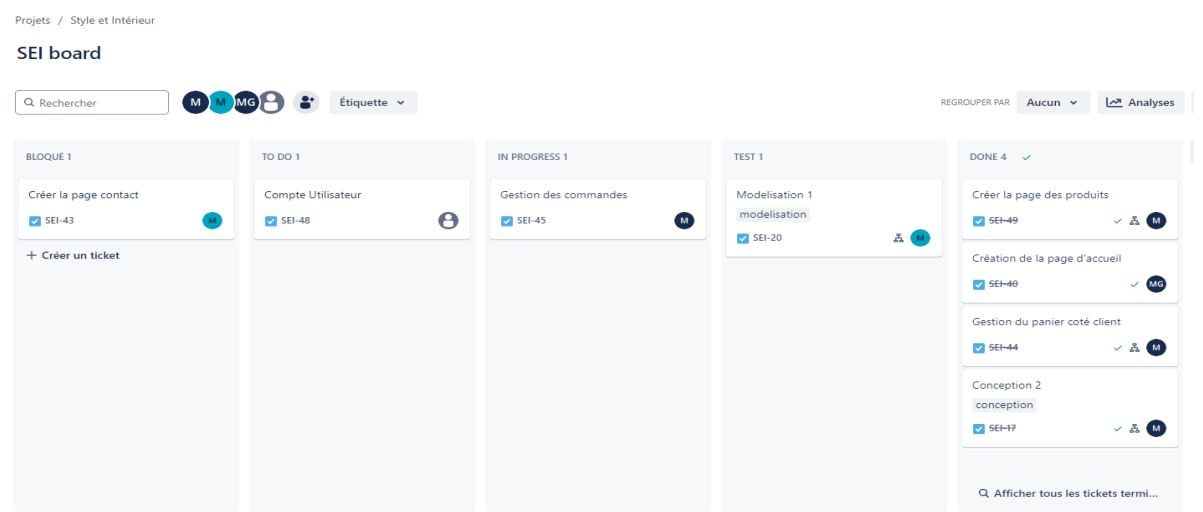 Projets / Style et Intérieur
SEI board
Rechercher
M M MG
Étiquette
REGROUPER PAR Aucun
Analyses
BLOQUÉ 1
Créer la page contact
SEI-43 M
+ Créer un ticket
TO DO 1
Compte Utilisateur
SEI-48
IN PROGRESS 1
Gestion des commandes
SEI-45 M
TEST 1
Modelisation 1
modelisation
SEI-20 M
DONE 4
Créer la page des produits
SEI-49 M
Création de la page d'accueil
SEI-40 MG
Gestion du panier coté client
SEI-44 M
Conception 2
conception
SEI-17 M
Afficher tous les tickets termi...